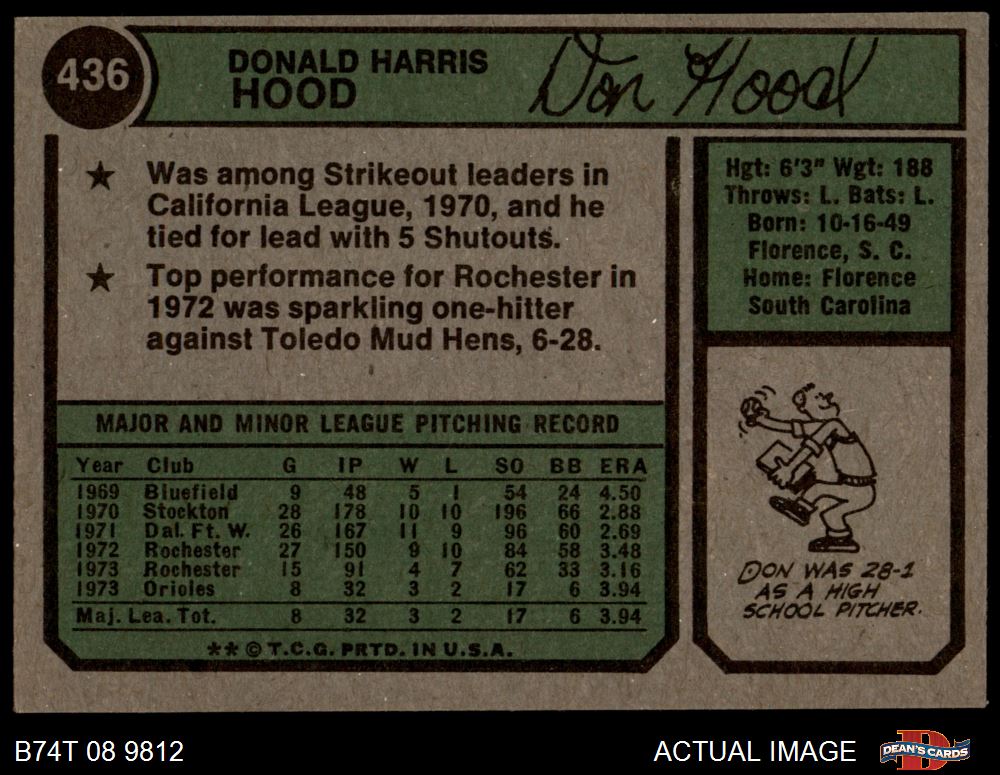 436
DONALD HARRIS
HOOD
Don Hood
★ Was among Strikeout leaders in
California League, 1970, and he
tied for lead with 5 Shutouts.
★ Top performance for Rochester in
1972 was sparkling one-hitter
against Toledo Mud Hens, 6-28.
Hgt: 6'3" Wgt: 188
Throws: L. Bats: L.
Born: 10-16-49
Florence, S. C.
Home: Florence
South Carolina
MAJOR AND MINOR LEAGUE PITCHING RECORD
Year Club G IP W L SO BB ERA
1969 Bluefield 9 48 5 1 54 24 4.50
1970 Stockton 28 178 10 10 196 66 2.88
1971 Dal. Ft. W. 26 167 11 9 96 60 2.69
1972 Rochester 27 150 9 10 84 58 3.48
1973 Rochester 15 91 4 7 62 33 3.16
1973 Orioles 8 32 3 2 17 6 3.94
Maj. Lea. Tot. 8 32 3 2 17 6 3.94
** © T.C.G. PRTD. IN U.S.A.
DON WAS 28-1
AS A HIGH
SCHOOL PITCHER.
B74T 08 9812
ACTUAL IMAGE
DEAN'S CARDS